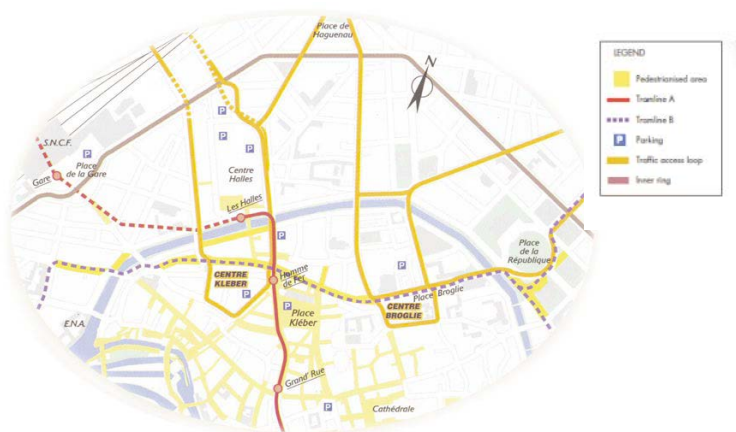 Place de
Haguenau
N
S.N.C.F.
P
Place
de la Gare
Gare
P
P
P
P
Centre
Halles
Les Halles
P
Place
de la
République
CENTRE
KLEBER
P
Homme
de Fer
P
Place Broglie
CENTRE
BROGLIE
P
Place
Kléber
E.N.A.
Grand' Rue
P
Cathédrale
LEGEND
Pedestrianised area
Tramline A
Tramline B
P Parking
Traffic access loop
Inner ring